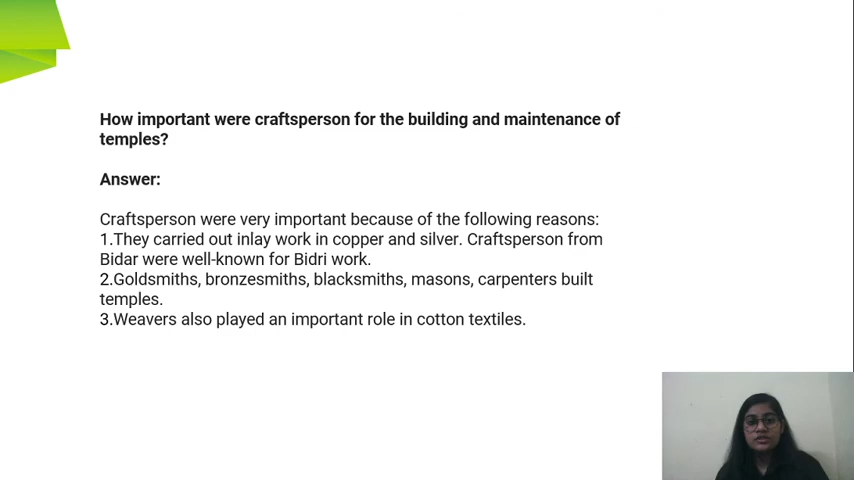 How important were craftsperson for the building and maintenance of
temples?
Answer:
Craftsperson were very important because of the following reasons:
1.They carried out inlay work in copper and silver. Craftsperson from
Bidar were well-known for Bidri work.
2.Goldsmiths, bronzesmiths, blacksmiths, masons, carpenters built
temples.
3.Weavers also played an important role in cotton textiles.